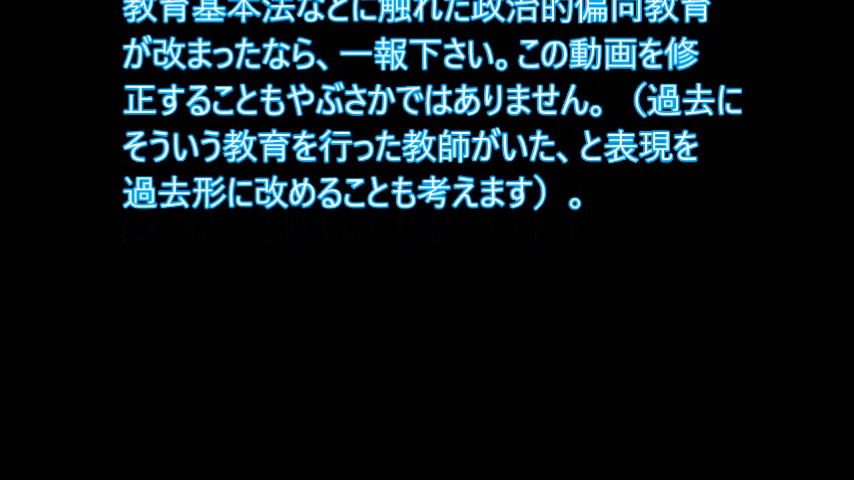 教育基本法などに触れた政治的偏向教育
が改まったなら、一報下さい。この動画を修
正することもやぶさかではありません。（過去に
そういう教育を行った教師がいた、と表現を
過去形に改めることも考えます）。